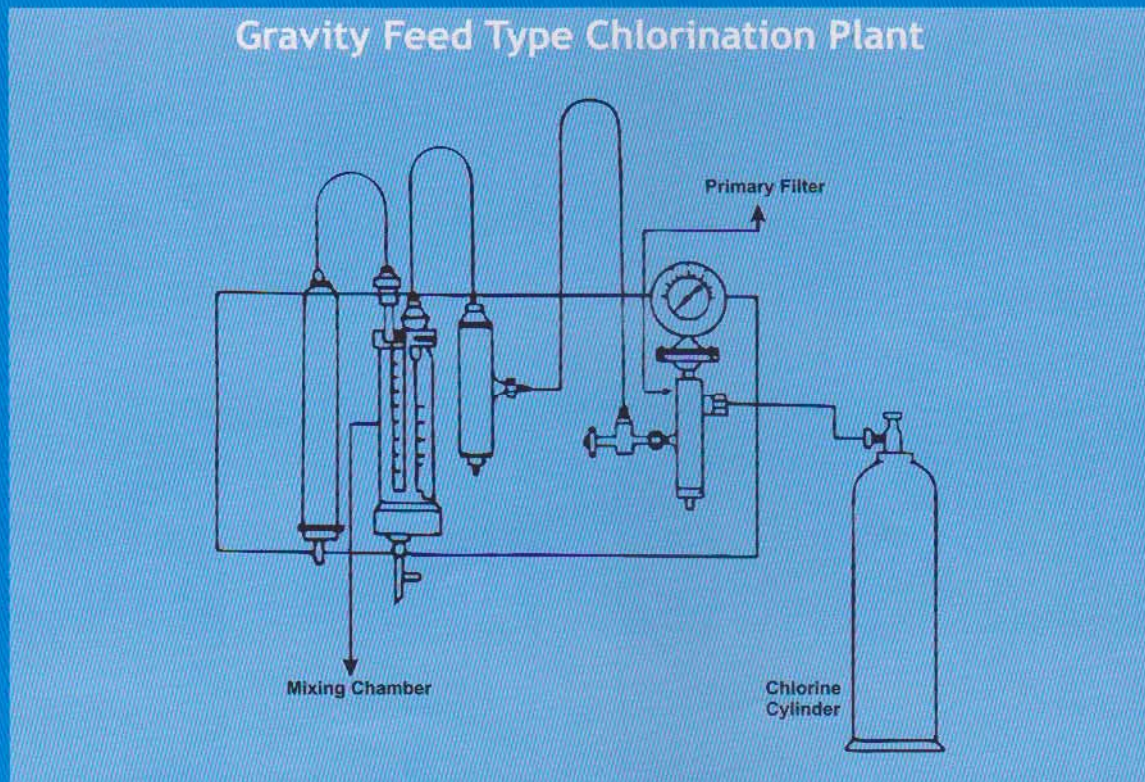 Gravity Feed Type Chlorination Plant
Primary Filter
Mixing Chamber
Chlorine
Cylinder